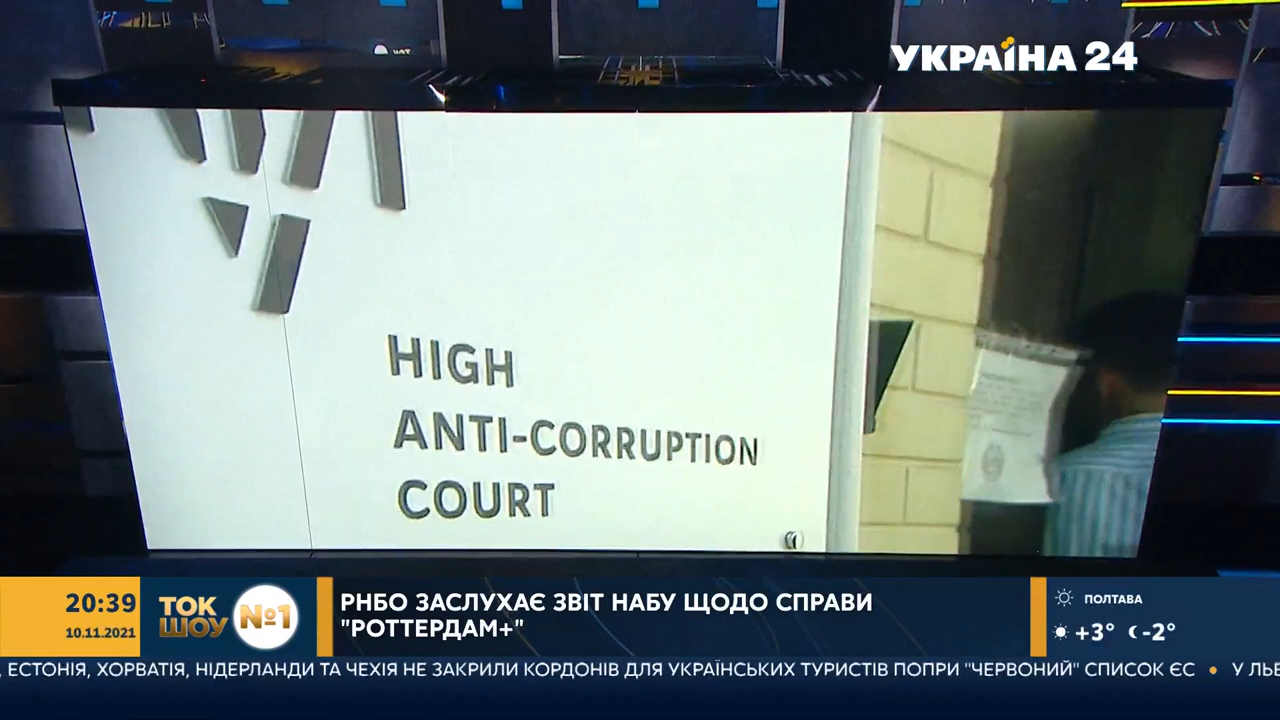 УКРАЇНА 24
HIGH
ANTI-CORRUPTION
COURT
20:39
10.11.2021
ТОК
ШОУ
№1
РНБО ЗАСЛУХАЄ ЗВІТ НАБУ ЩОДО СПРАВИ
"РОТТЕРДАМ+"
ПОЛТАВА
+3° -2°
, ЕСТОНІЯ, ХОРВАТІЯ, НІДЕРЛАНДИ ТА ЧЕХІЯ НЕ ЗАКРИЛИ КОРДОНІВ ДЛЯ УКРАЇНСЬКИХ ТУРИСТІВ ПОПРИ "ЧЕРВОНИЙ" СПИСОК ЄС • У ЛЬВ